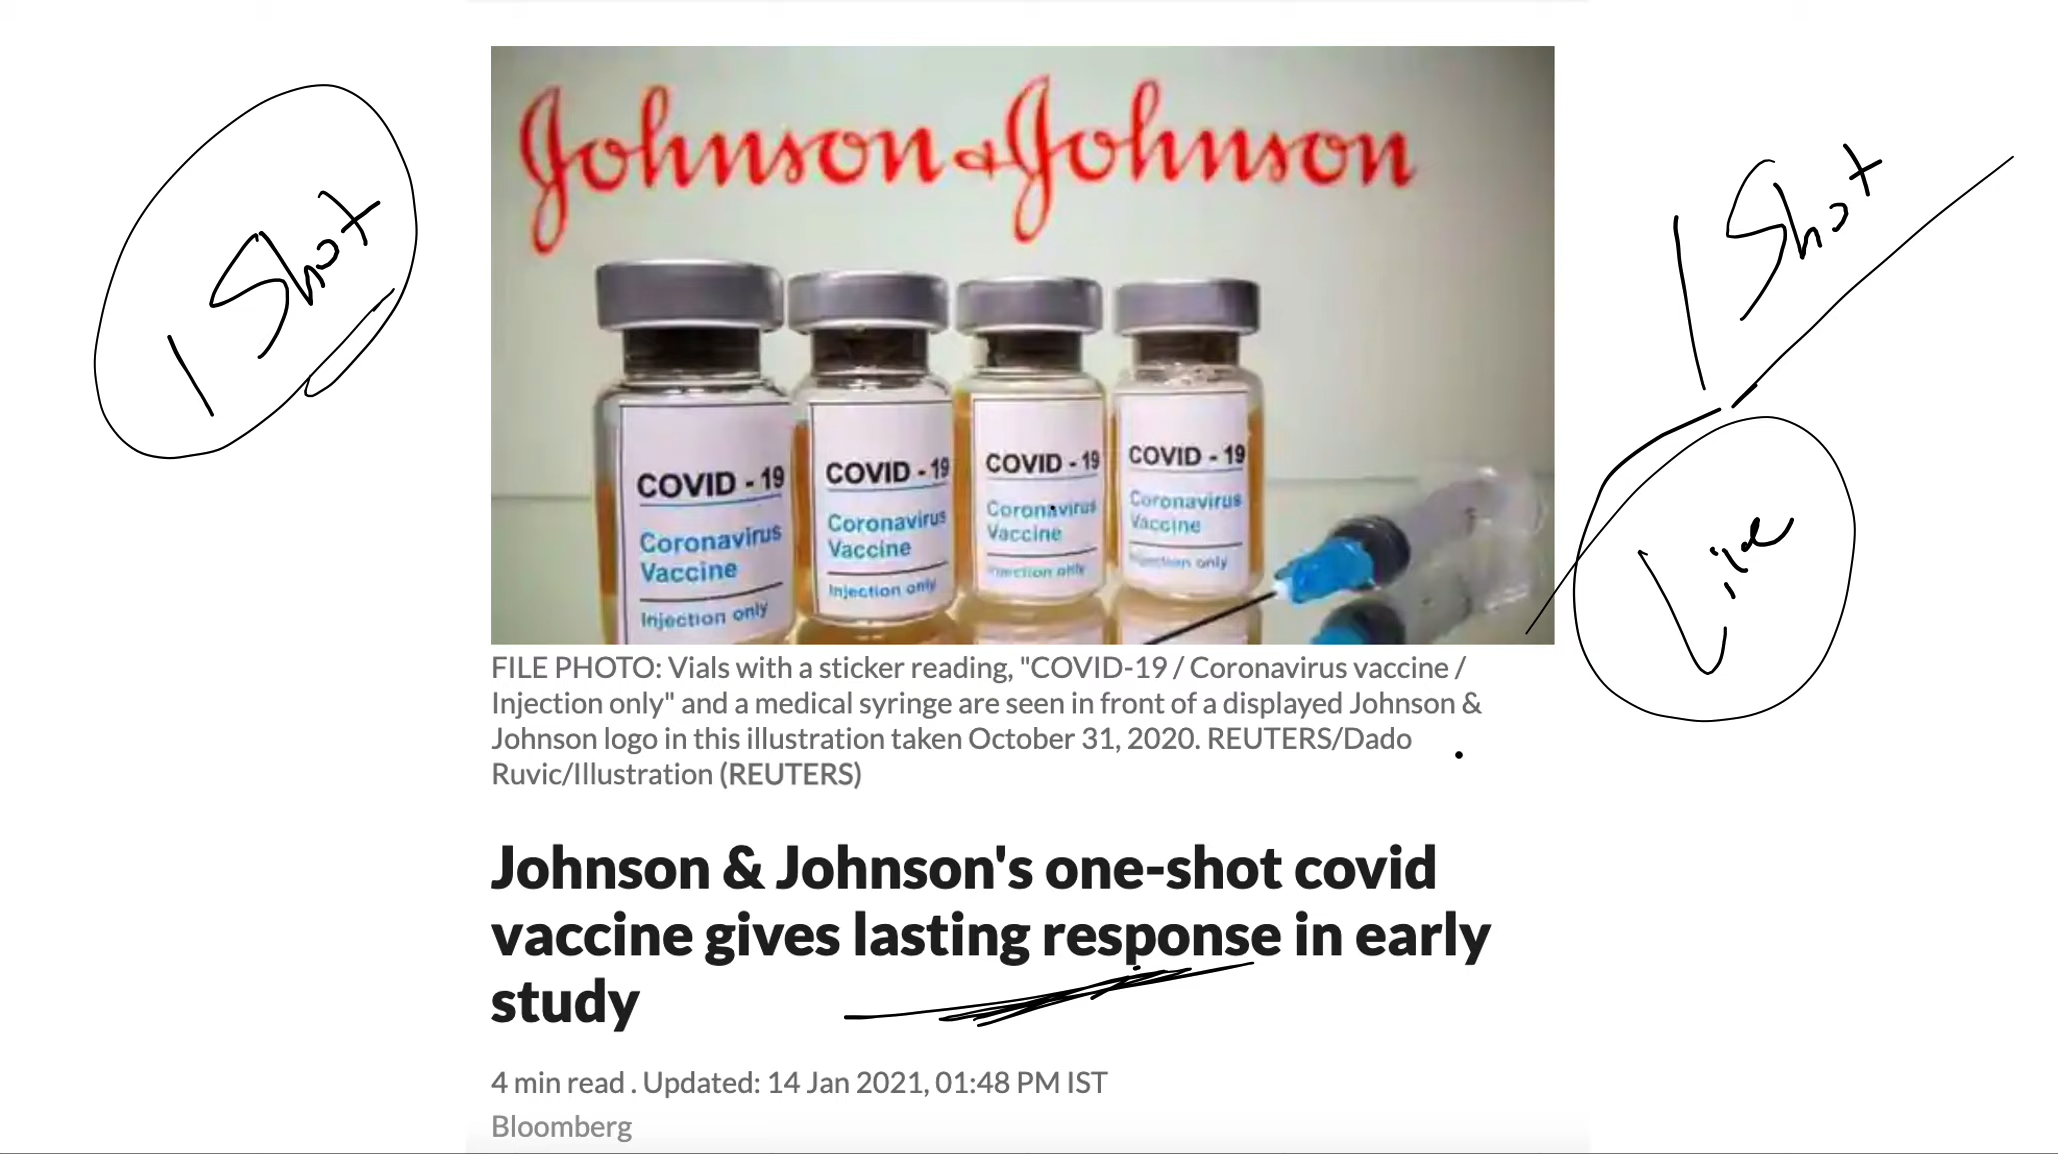 Johnson & Johnson
1 Shot
1 Shot
COVID - 19
Coronavirus
Vaccine
Injection only
COVID - 19
Coronavirus
Vaccine
Injection only
COVID - 19
Coronavirus
Vaccine
Injection only
COVID - 19
Coronavirus
Vaccine
Injection only
FILE PHOTO: Vials with a sticker reading, "COVID-19 / Coronavirus vaccine /
Injection only" and a medical syringe are seen in front of a displayed Johnson &
Johnson logo in this illustration taken October 31, 2020. REUTERS/Dado
Ruvic/Illustration (REUTERS)
Johnson & Johnson's one-shot covid
vaccine gives lasting response in early
study
4 min read . Updated: 14 Jan 2021, 01:48 PM IST
Bloomberg